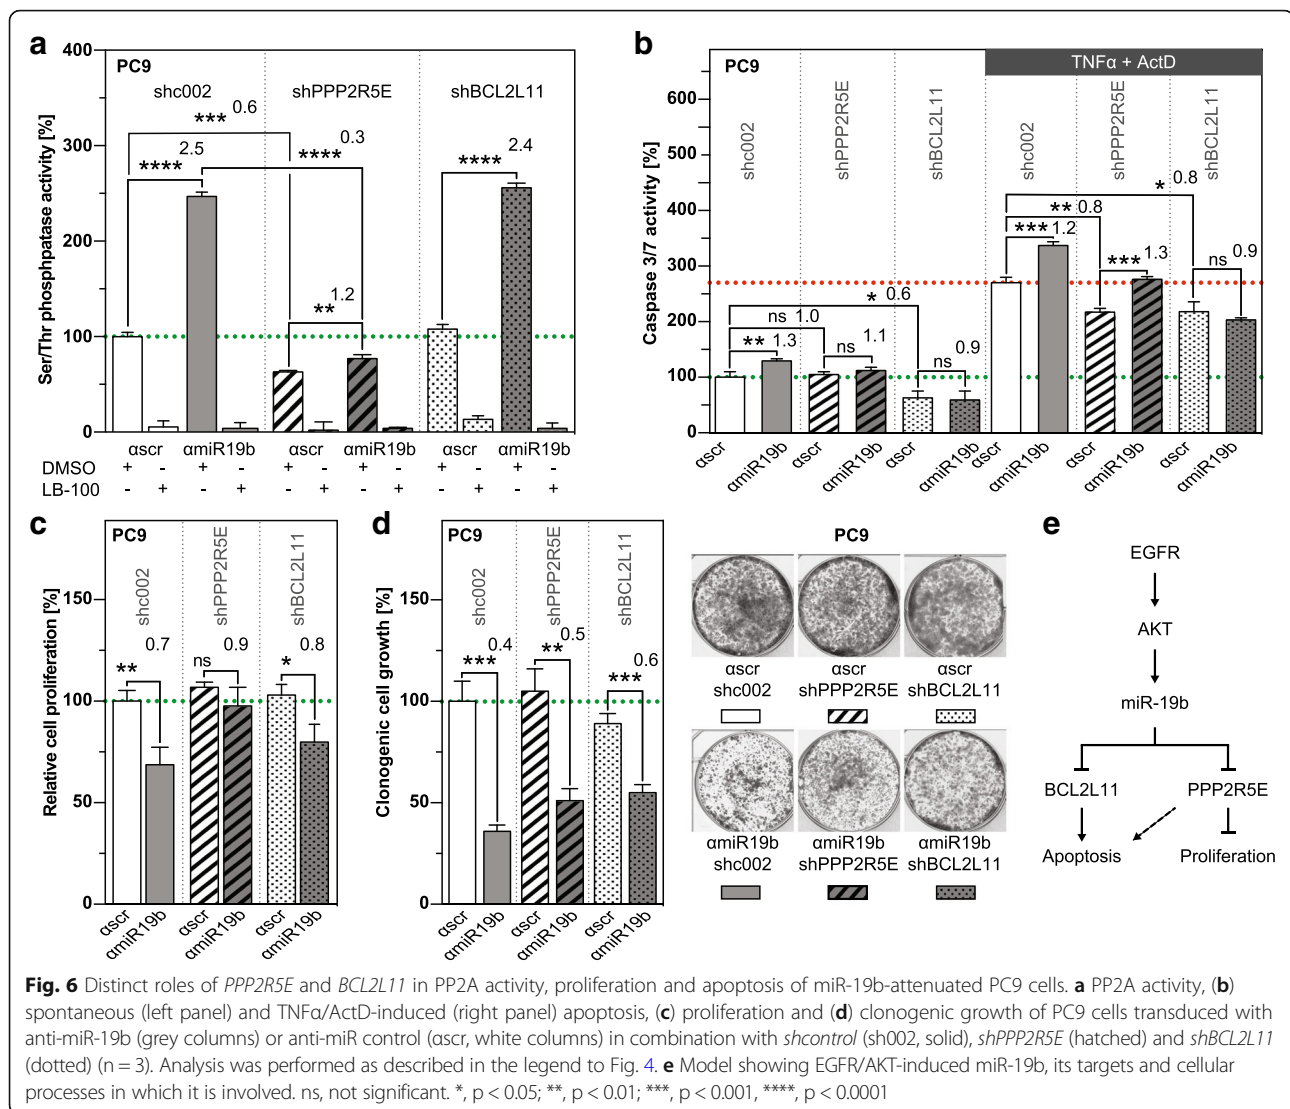 a
PC9
Ser/Thr phosphpatase activity [%]
400
300
200
100
0
shc002
shPPP2R5E
shBCL2L11
*** 0.6
**** 2.5
**** 0.3
** 1.2
**** 2.4
αscr αmiR19b αscr αmiR19b αscr αmiR19b
DMSO + - + - + - + - + - + -
LB-100 - + - + - + - + - + - +
b
PC9
TNFα + ActD
Caspase 3/7 activity [%]
600
500
400
300
200
100
0
shc002
shPPP2R5E
shBCL2L11
shc002
shPPP2R5E
shBCL2L11
* 0.6
ns 1.0
** 1.3
ns 1.1
ns 0.9
* 0.8
** 0.8
*** 1.2
*** 1.3
ns 0.9
αscr αmiR19b αscr αmiR19b αscr αmiR19b αscr αmiR19b αscr αmiR19b αscr αmiR19b
c
PC9
Relative cell proliferation [%]
150
100
50
0
shc002
shPPP2R5E
shBCL2L11
** 0.7
ns 0.9
* 0.8
αscr αmiR19b αscr αmiR19b αscr αmiR19b
d
PC9
Clonogenic cell growth [%]
150
100
50
0
shc002
shPPP2R5E
shBCL2L11
*** 0.4
** 0.5
*** 0.6
αscr αmiR19b αscr αmiR19b αscr αmiR19b
PC9
αscr αscr αscr
shc002 shPPP2R5E shBCL2L11
αmiR19b αmiR19b αmiR19b
shc002 shPPP2R5E shBCL2L11
e
EGFR
AKT
miR-19b
BCL2L11 PPP2R5E
Apoptosis Proliferation
Fig. 6 Distinct roles of PPP2R5E and BCL2L11 in PP2A activity, proliferation and apoptosis of miR-19b-attenuated PC9 cells. a PP2A activity, (b)
spontaneous (left panel) and TNFα/ActD-induced (right panel) apoptosis, (c) proliferation and (d) clonogenic growth of PC9 cells transduced with
anti-miR-19b (grey columns) or anti-miR control (αscr, white columns) in combination with shcontrol (sh002, solid), shPPP2R5E (hatched) and shBCL2L11
(dotted) (n = 3). Analysis was performed as described in the legend to Fig. 4. e Model showing EGFR/AKT-induced miR-19b, its targets and cellular
processes in which it is involved. ns, not significant. *, p < 0.05; **, p < 0.01; ***, p < 0.001, ****, p < 0.0001